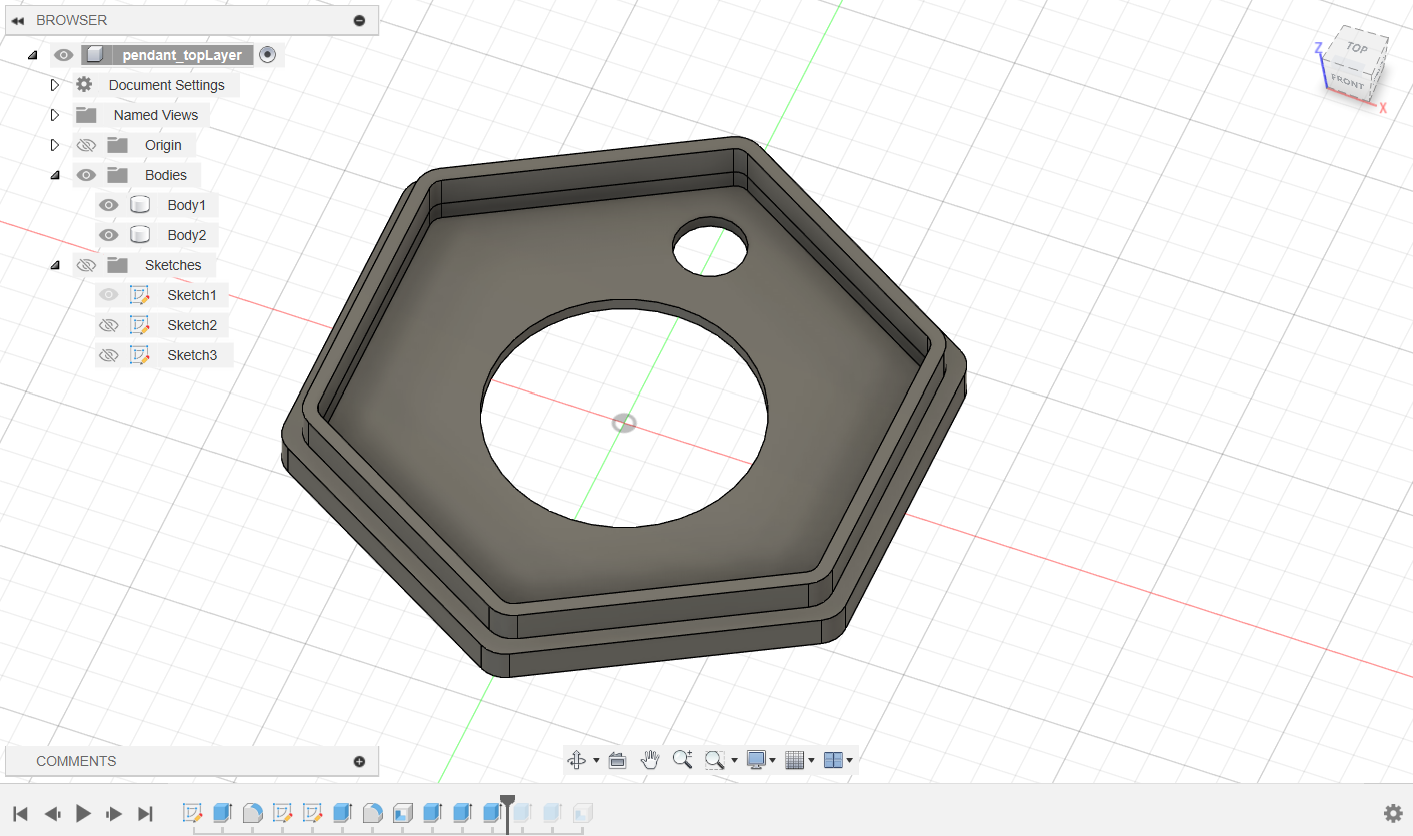 BROWSER
pendant_topLayer
Document Settings
Named Views
Origin
Bodies
Body1
Body2
Sketches
Sketch1
Sketch2
Sketch3
TOP
Z
FRONT
X
COMMENTS